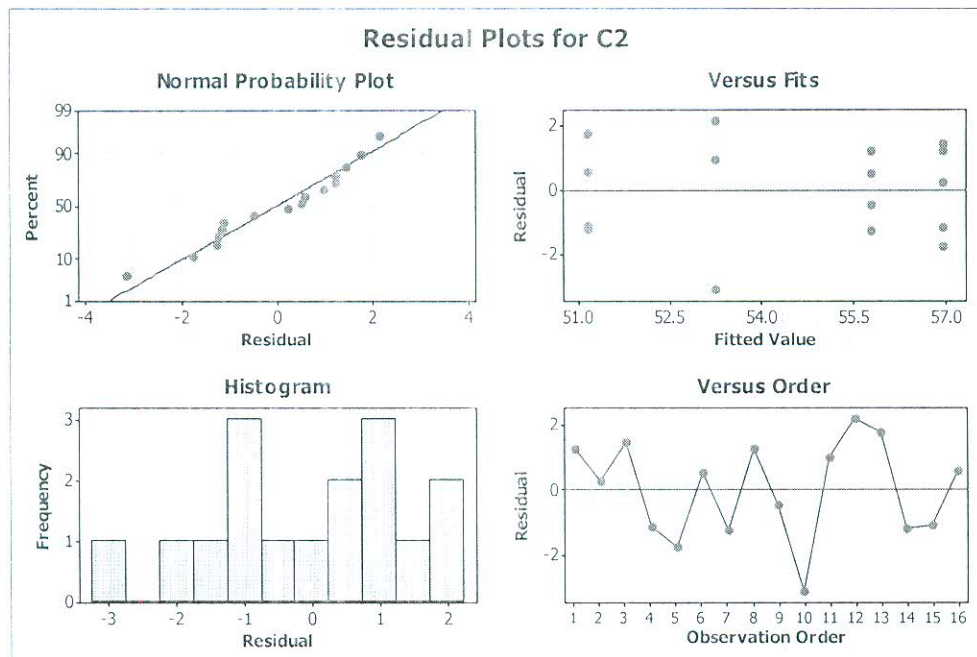 Residual Plots for C2
Normal Probability Plot
Percent
99
90
50
10
1
-4 -2 0 2 4
Residual
Versus Fits
Residual
2
0
-2
51.0 52.5 54.0 55.5 57.0
Fitted Value
Histogram
Frequency
3
2
1
0
-3 -2 -1 0 1 2
Residual
Versus Order
Residual
2
0
-2
1 2 3 4 5 6 7 8 9 10 11 12 13 14 15 16
Observation Order